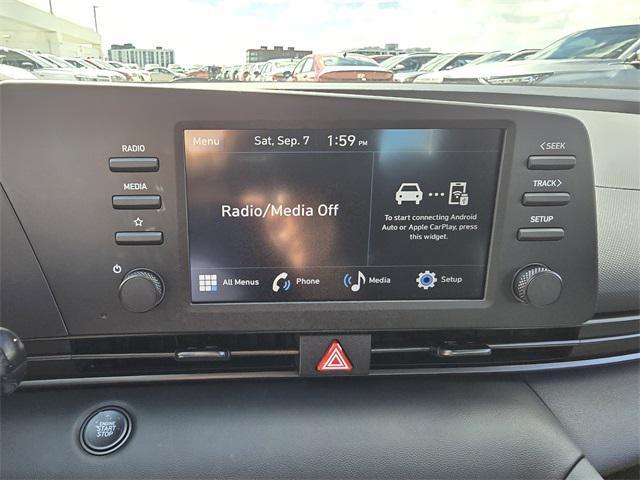 RADIO
MEDIA
Menu
Sat, Sep. 7
1:59 PM
Radio/Media Off
To start connecting Android
Auto or Apple CarPlay, press
this widget.
All Menus
Phone
Media
Setup
<SEEK
TRACK>
SETUP
ENGINE
START
STOP